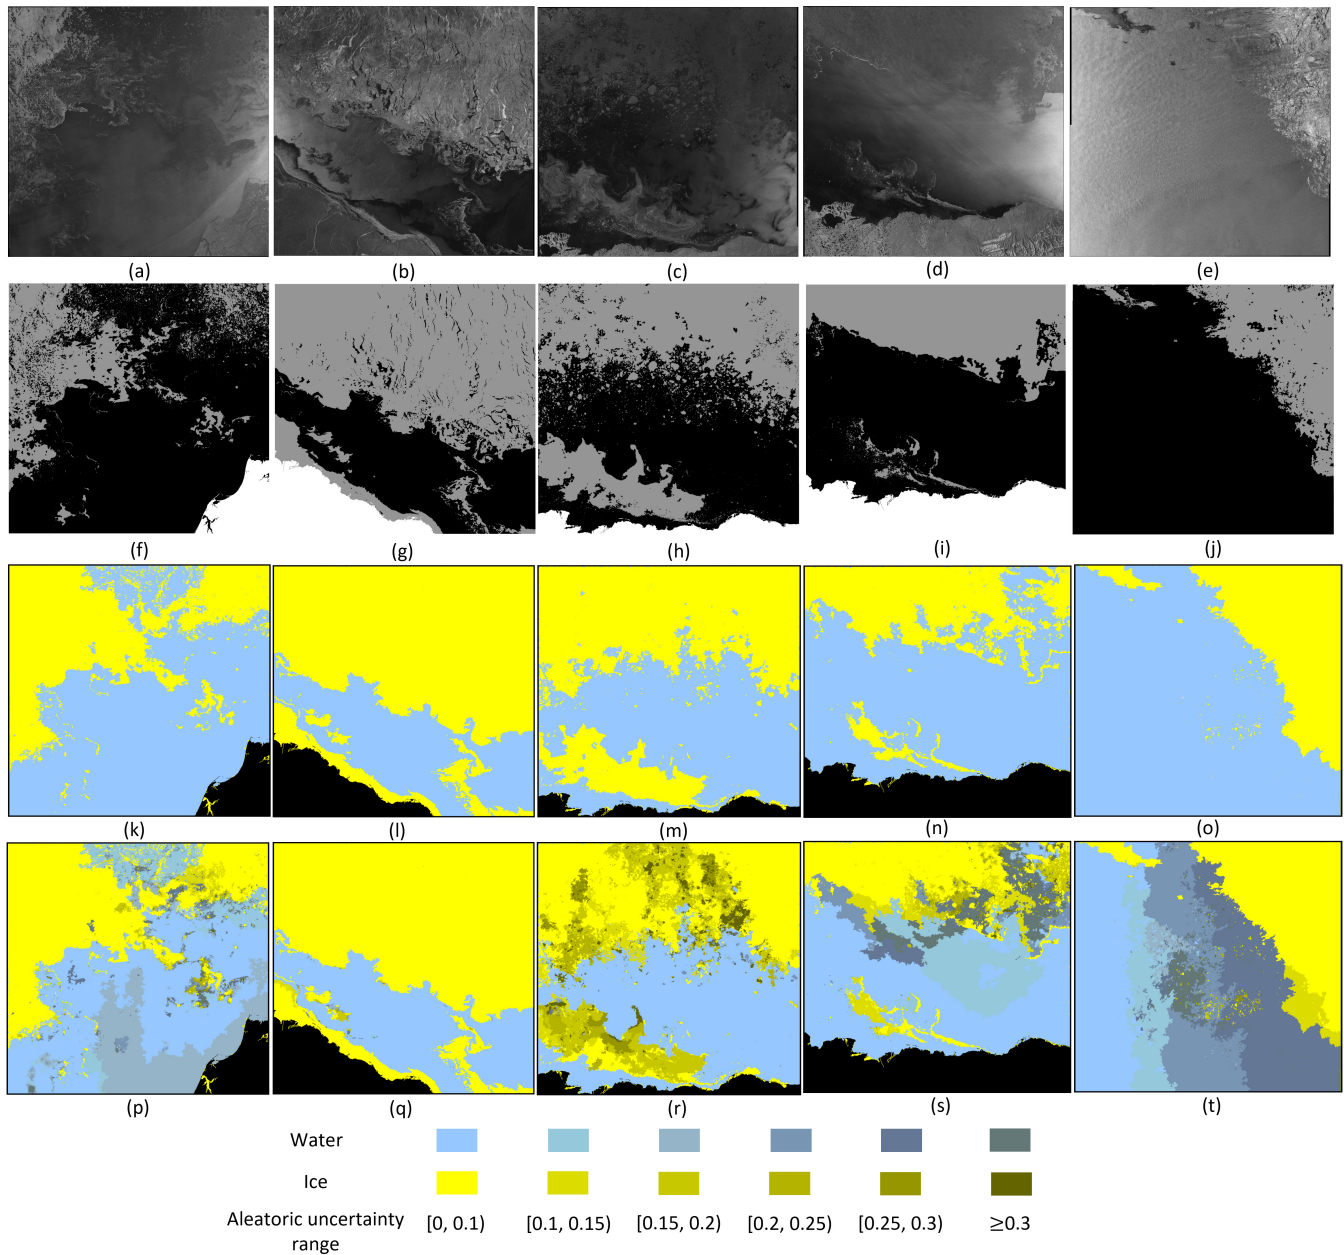 (a) (b) (c) (d) (e)
(f) (g) (h) (i) (j)
(k) (l) (m) (n) (o)
(p) (q) (r) (s) (t)
Water
Ice
Aleatoric uncertainty range [0, 0.1) [0.1, 0.15) [0.15, 0.2) [0.2, 0.25) [0.25, 0.3) ≥0.3